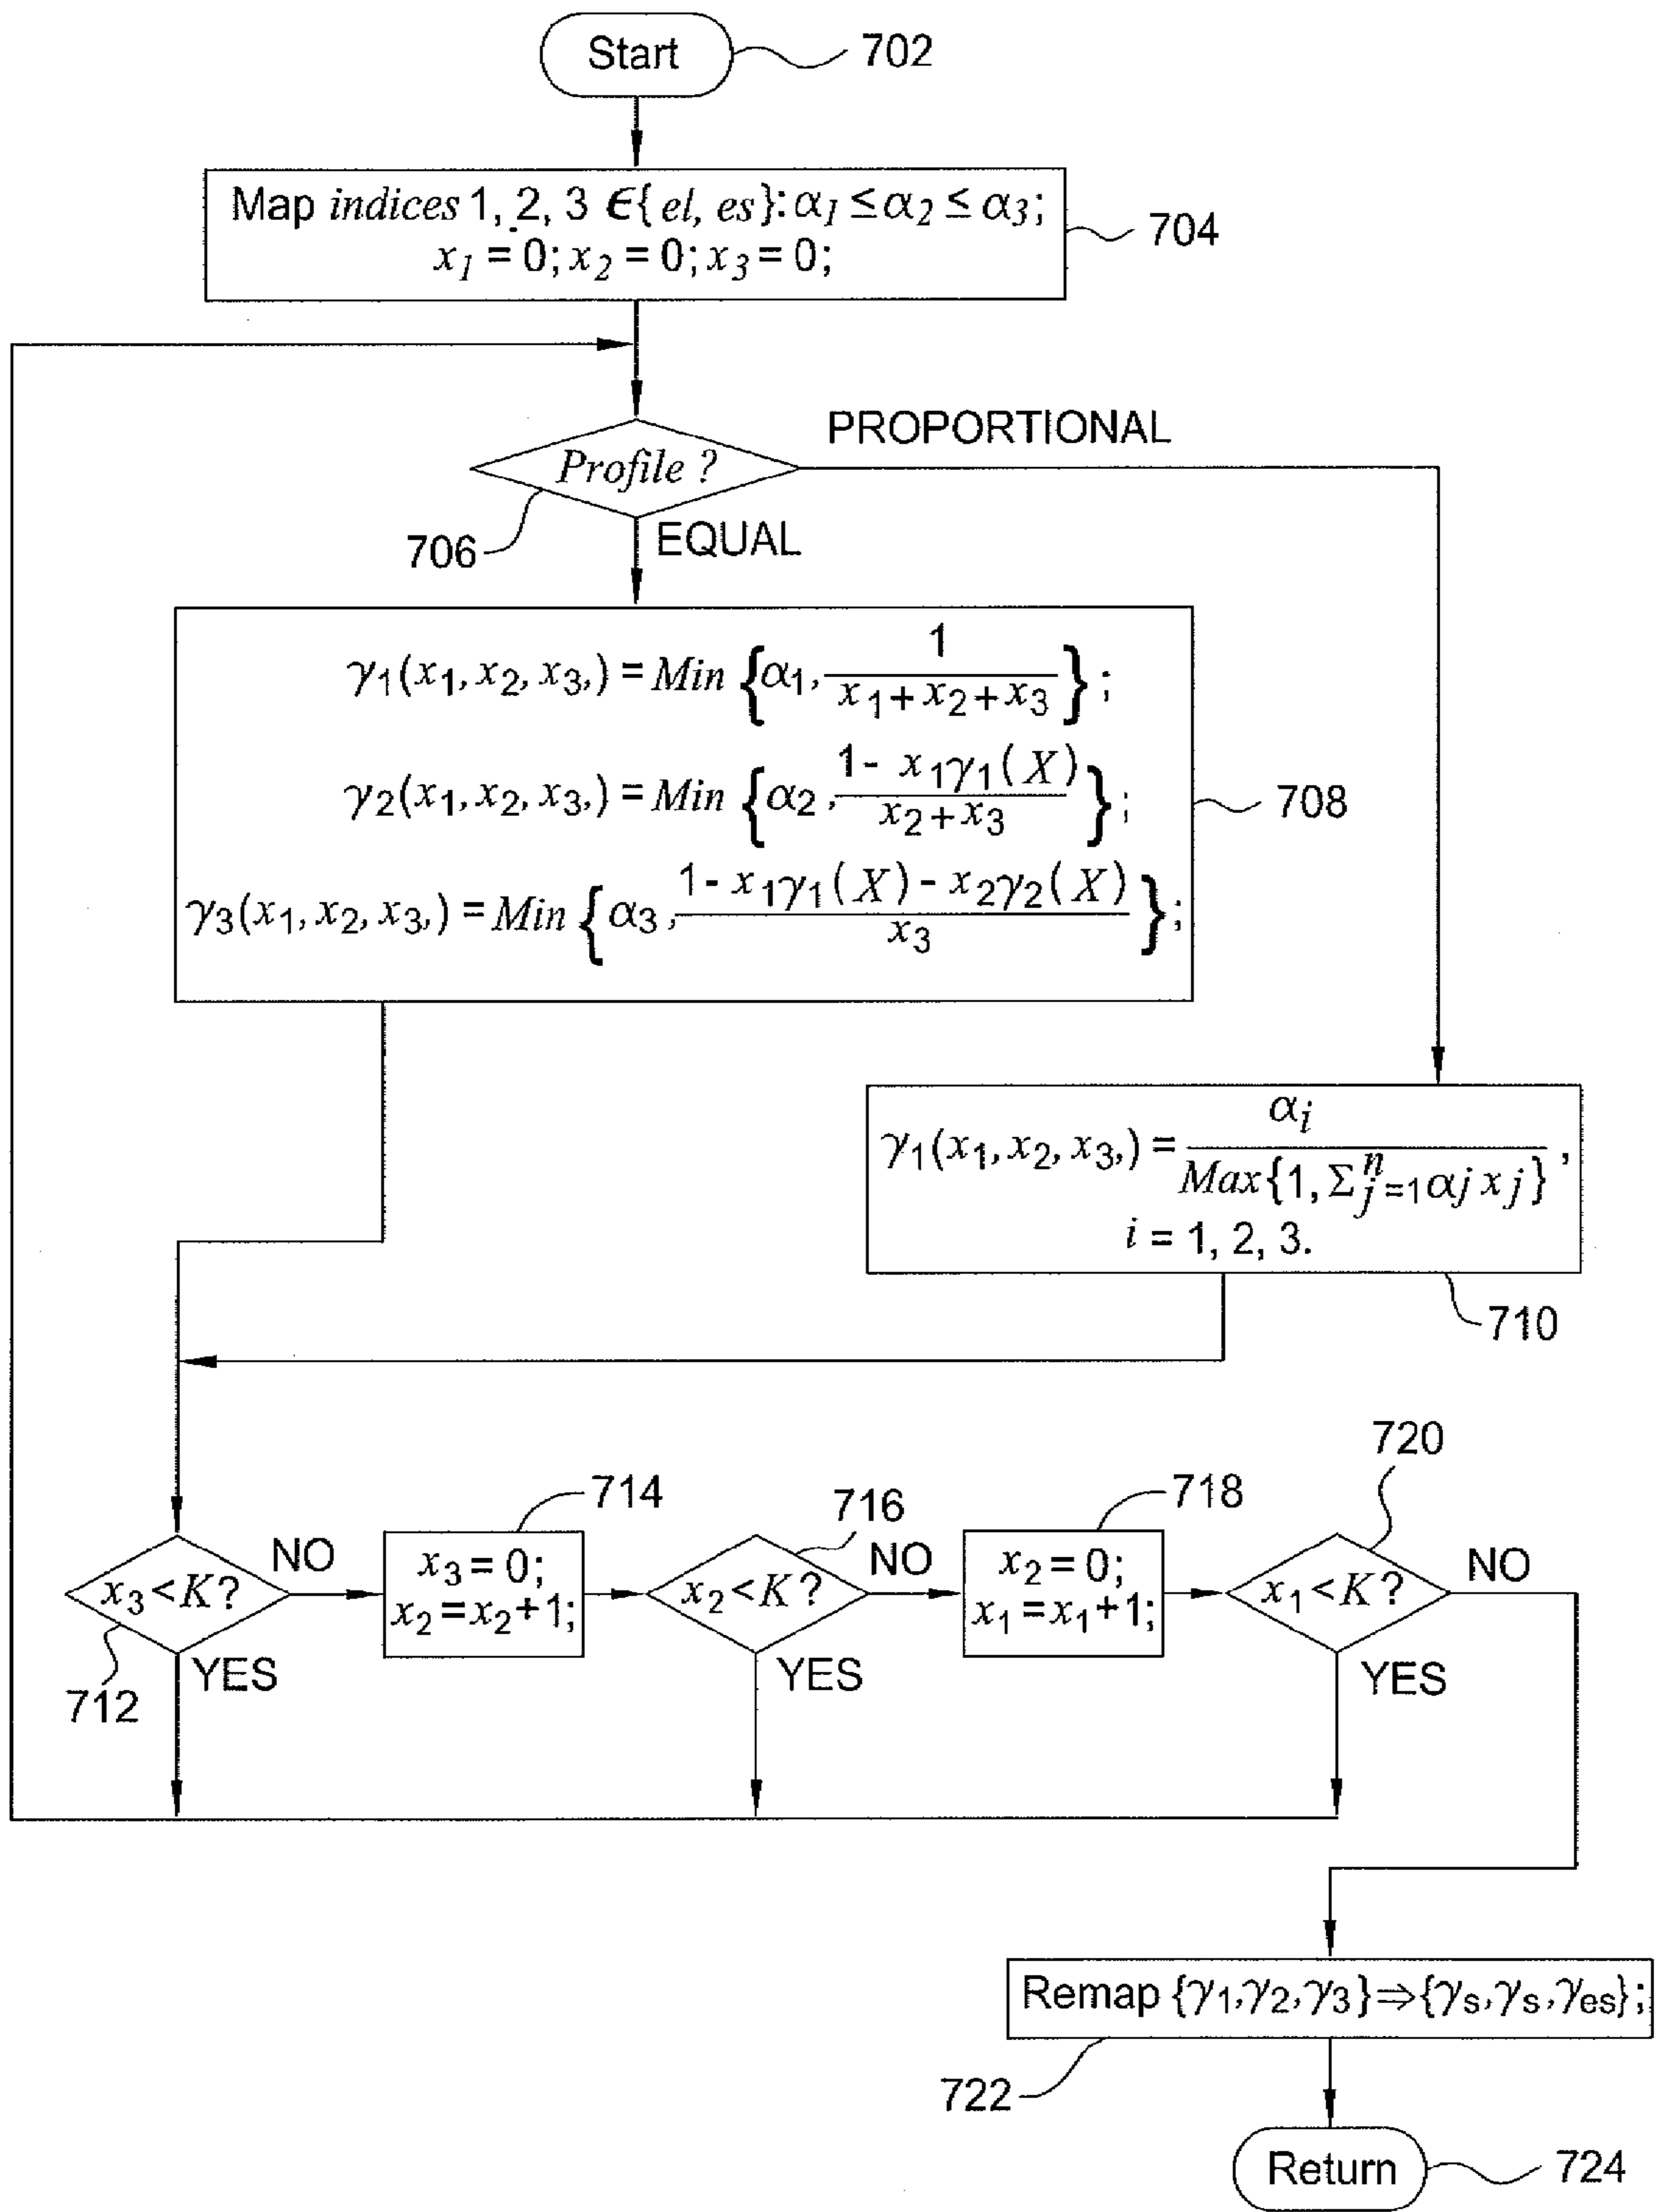 Start
702
Map indices 1, 2, 3 ϵ{ el, es }: α1 ≤ α2 ≤ α3;
x1 = 0; x2 = 0; x3 = 0;
704
PROPORTIONAL
Profile ?
706
EQUAL
γ1(x1, x2, x3,) = Min {α1, 1 / (x1 + x2 + x3)};
γ2(x1, x2, x3,) = Min {α2, (1 - x1γ1(X)) / (x2 + x3)};
γ3(x1, x2, x3,) = Min {α3, (1 - x1γ1(X) - x2γ2(X)) / x3};
708
γ1(x1, x2, x3,) = αi / Max{1, Σ^n_j=1 αj xj},
i = 1, 2, 3.
710
720
714
716
718
x3 < K?
NO
x3 = 0;
x2 = x2 + 1;
x2 < K?
NO
x2 = 0;
x1 = x1 + 1;
x1 < K?
NO
712
YES
YES
YES
Remap {γ1, γ2, γ3} ⇒ {γs, γs, γes};
722
Return
724